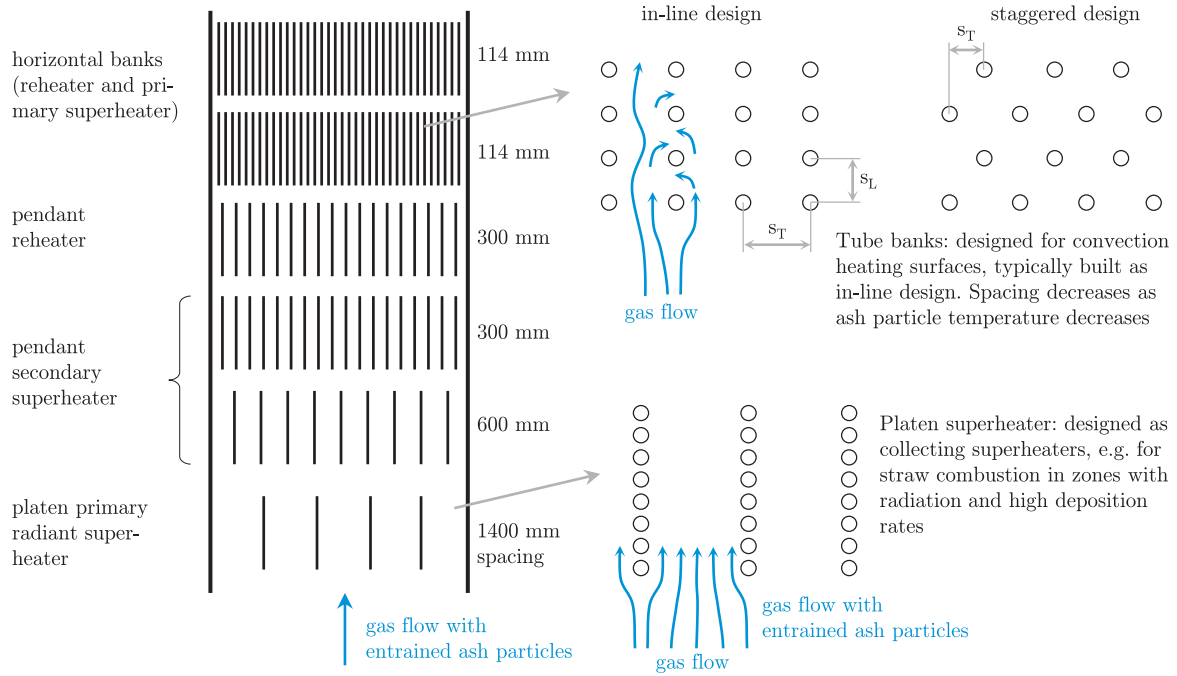 horizontal banks
(reheater and pri-
mary superheater)
pendant
reheater
pendant
secondary
superheater
platen primary
radiant super-
heater
114 mm
114 mm
300 mm
300 mm
600 mm
1400 mm
spacing
gas flow with
entrained ash particles
in-line design
s_L
s_T
gas flow
staggered design
s_T
Tube banks: designed for convection
heating surfaces, typically built as
in-line design. Spacing decreases as
ash particle temperature decreases
Platen superheater: designed as
collecting superheaters, e.g. for
straw combustion in zones with
radiation and high deposition
rates
gas flow with
entrained ash particles
gas flow